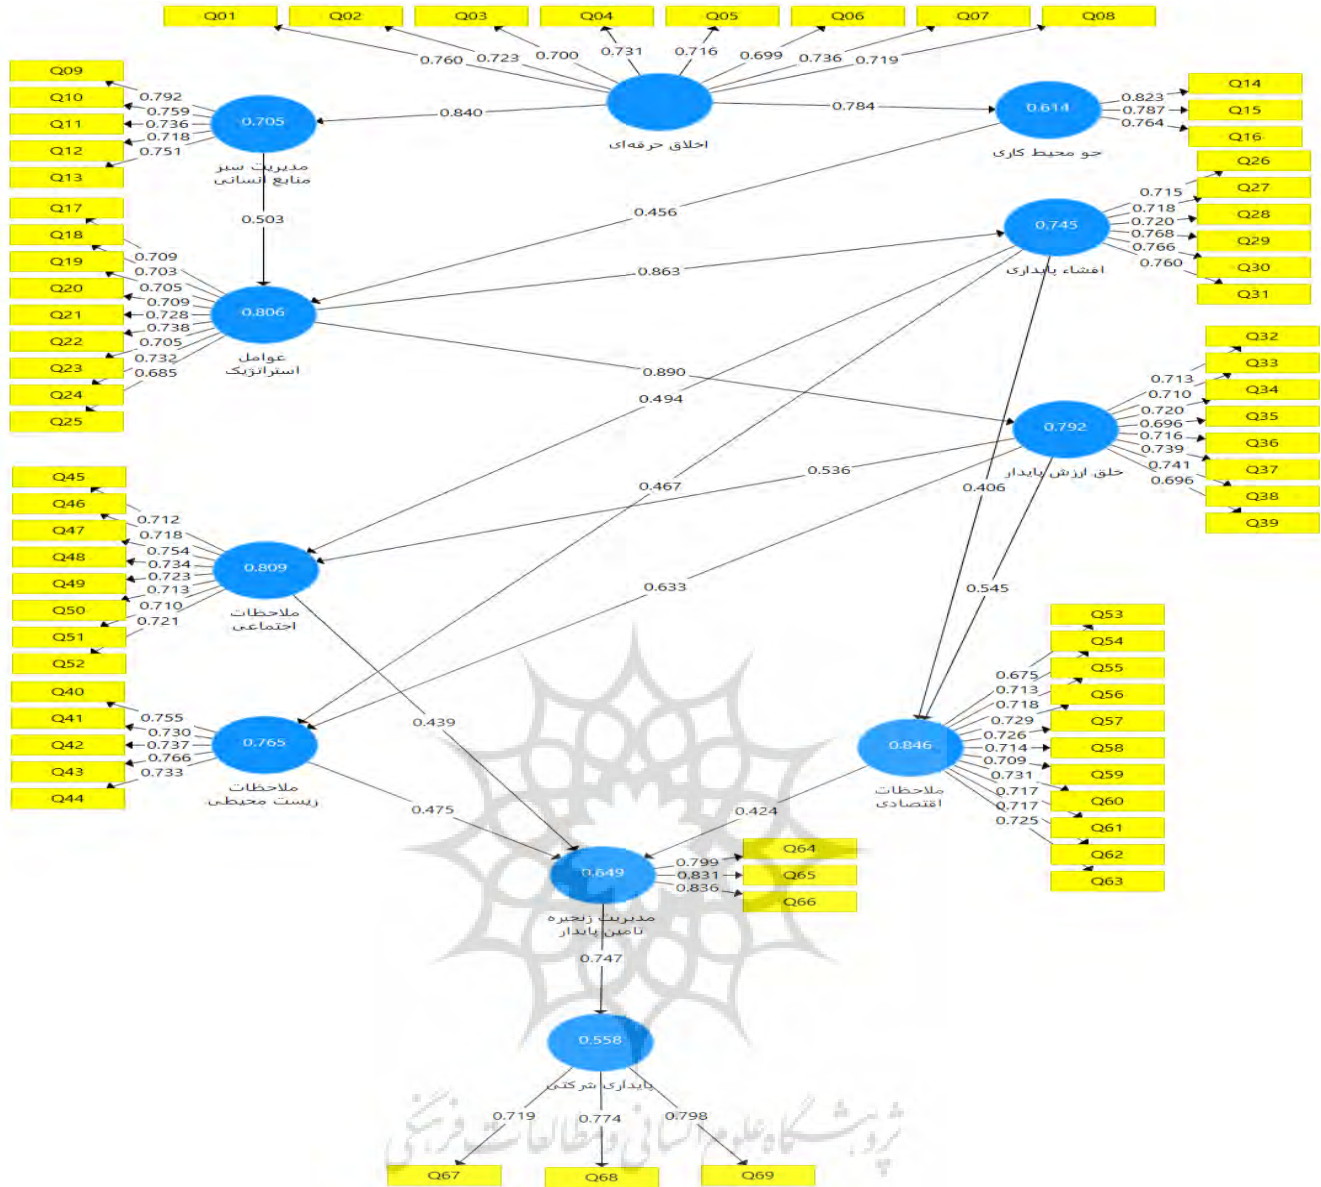 Q01 Q02 Q03 Q04 Q05 Q06 Q07 Q08
0.760 0.723 0.700 0.731 0.716 0.699 0.736 0.719
Q09
Q10
Q11
Q12
Q13
0.792
0.759
0.736
0.718
0.751
0.705
مدیریت سبز
منابع انسانی
0.840
اخلاق حرفه‌ای
0.784
0.614
جو محیط کاری
0.823
0.787
0.764
Q14
Q15
Q16
0.503
0.456
Q17
Q18
Q19
Q20
Q21
Q22
Q23
Q24
Q25
0.709
0.703
0.705
0.709
0.728
0.738
0.705
0.732
0.685
0.806
عوامل
استراتژیک
0.863
0.890
0.745
افشاء پایداری
0.715
0.718
0.720
0.768
0.766
0.760
Q26
Q27
Q28
Q29
Q30
Q31
0.494
0.467
0.406
0.792
خلق ارزش پایدار
0.713
0.710
0.720
0.696
0.716
0.739
0.741
0.696
Q32
Q33
Q34
Q35
Q36
Q37
Q38
Q39
0.536
0.633
0.545
Q45
Q46
Q47
Q48
Q49
Q50
Q51
Q52
0.712
0.718
0.754
0.734
0.723
0.713
0.710
0.721
0.809
ملاحظات
اجتماعی
0.439
Q40
Q41
Q42
Q43
Q44
0.755
0.730
0.737
0.766
0.733
0.765
ملاحظات
زیست محیطی
0.475
0.846
ملاحظات
اقتصادی
0.424
0.675
0.713
0.718
0.729
0.726
0.714
0.709
0.731
0.717
0.717
0.725
Q53
Q54
Q55
Q56
Q57
Q58
Q59
Q60
Q61
Q62
Q63
0.649
مدیریت زنجیره
تامین پایدار
0.799
0.831
0.836
Q64
Q65
Q66
0.747
0.558
پایداری شرکتی
0.719 0.774 0.798
پژوهشگاه علوم انسانی و مطالعات فرهنگی
Q67 Q68 Q69